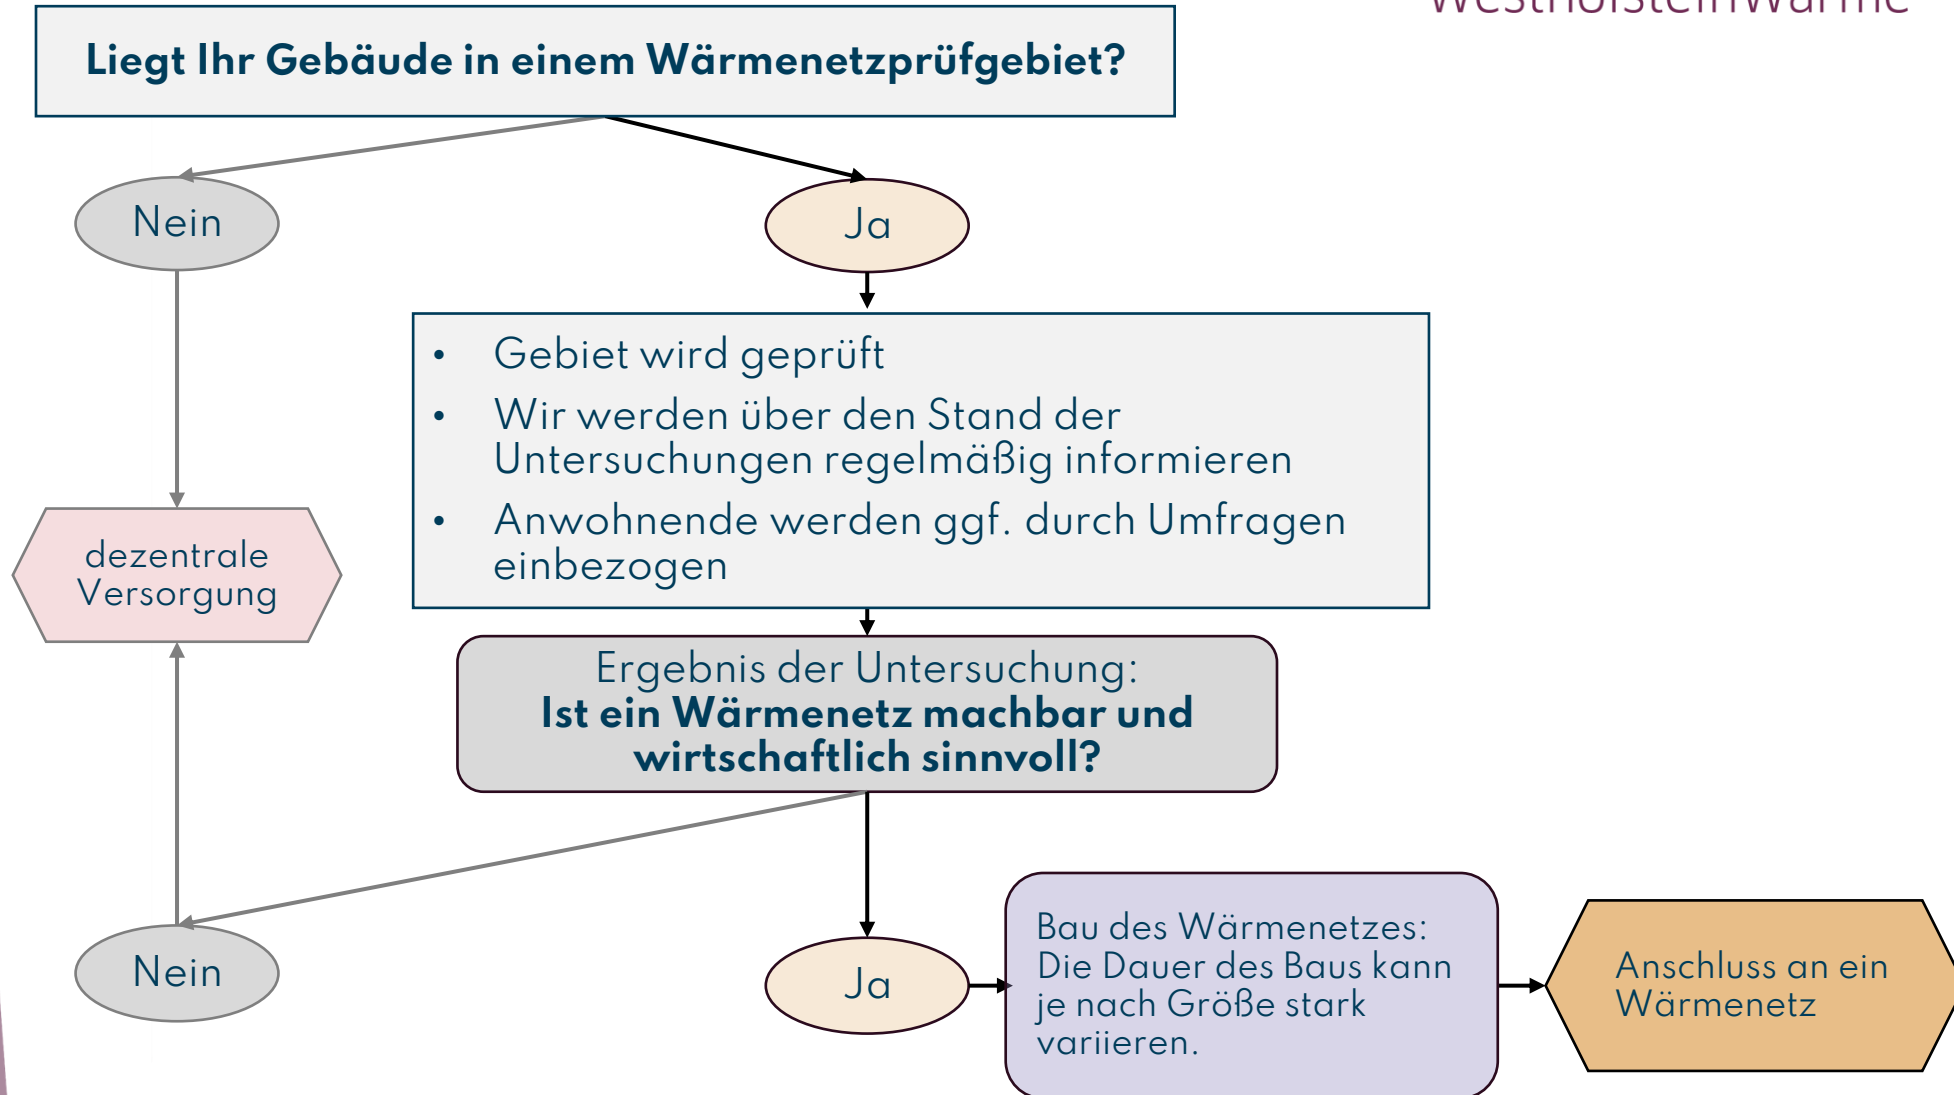 WestHolsteinWärme
Liegt Ihr Gebäude in einem Wärmenetzprüfgebiet?
Nein
Ja
• Gebiet wird geprüft
• Wir werden über den Stand der
Untersuchungen regelmäßig informieren
• Anwohnende werden ggf. durch Umfragen
einbezogen
dezentrale
Versorgung
Ergebnis der Untersuchung:
Ist ein Wärmenetz machbar und
wirtschaftlich sinnvoll?
Nein
Ja
Bau des Wärmenetzes:
Die Dauer des Baus kann
je nach Größe stark
variieren.
Anschluss an ein
Wärmenetz